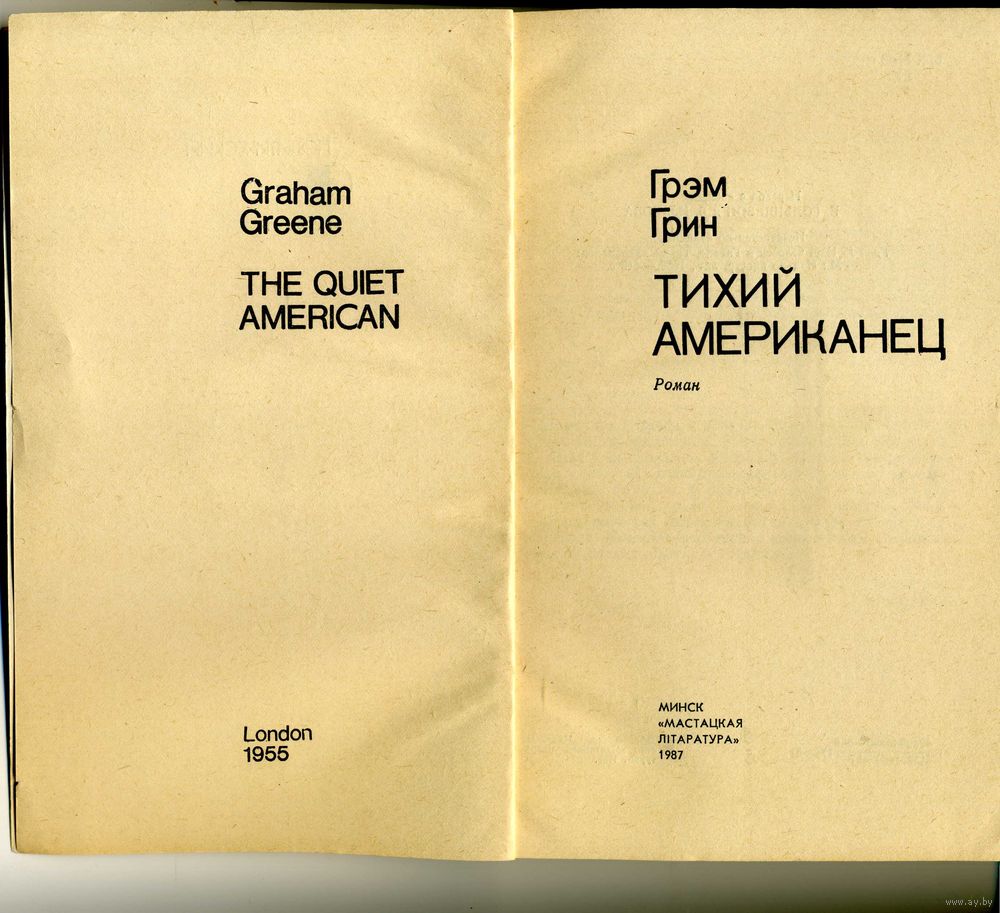 Graham
Greene
THE QUIET
AMERICAN
London
1955
Грэм
Грин
ТИХИЙ
АМЕРИКАНЕЦ
Роман
МИНСК
«МАСТАЦКАЯ
ЛІТАРАТУРА»
1987
www.ay.by